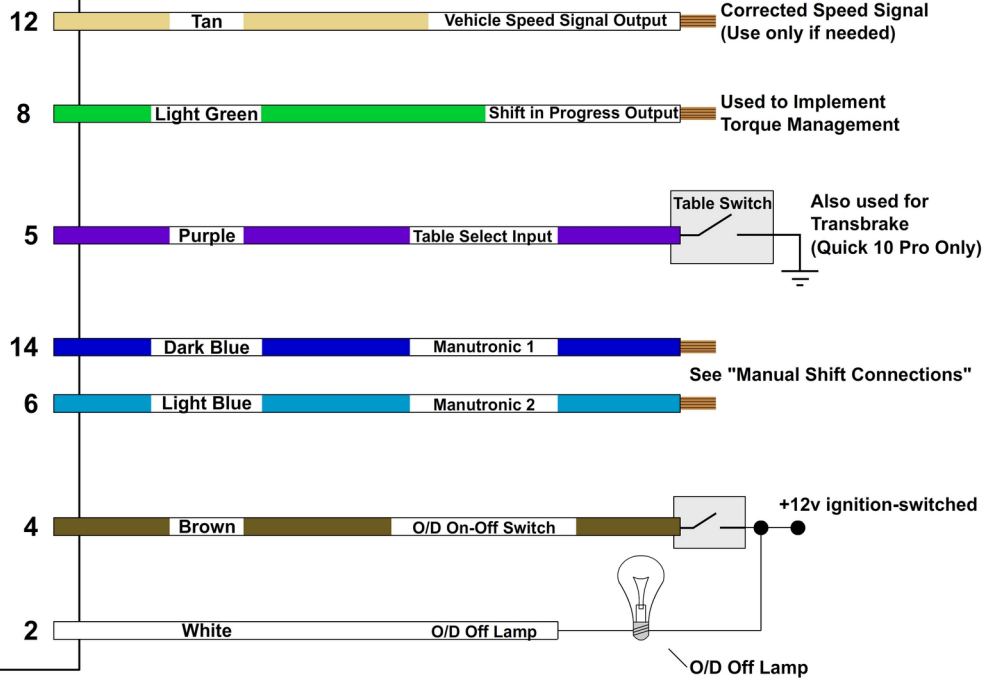 12 Tan Vehicle Speed Signal Output Corrected Speed Signal
(Use only if needed)
8 Light Green Shift in Progress Output Used to Implement
Torque Management
5 Purple Table Select Input Table Switch Also used for
Transbrake
(Quick 10 Pro Only)
14 Dark Blue Manutronic 1
See "Manual Shift Connections"
6 Light Blue Manutronic 2
4 Brown O/D On-Off Switch +12v ignition-switched
2 White O/D Off Lamp
O/D Off Lamp